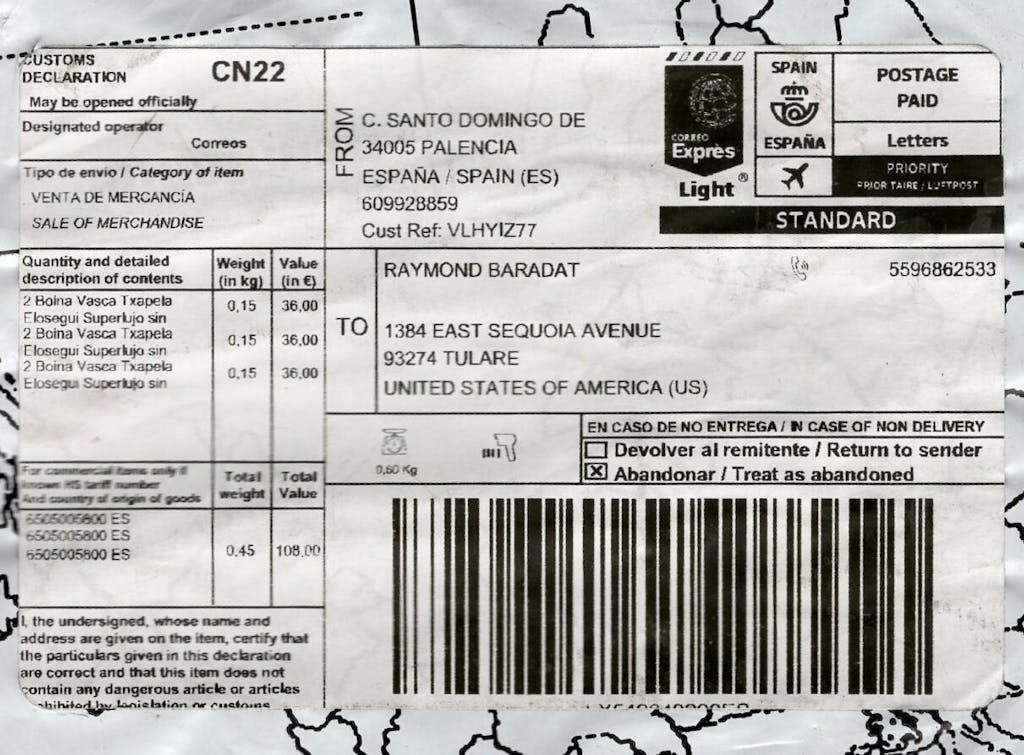 CUSTOMS
DECLARATION
CN22
May be opened officially
Designated operator
Correos
Tipo de envio / Category of item
VENTA DE MERCANCÍA
SALE OF MERCHANDISE
FROM
C. SANTO DOMINGO DE
34005 PALENCIA
ESPAÑA / SPAIN (ES)
609928859
Cust Ref: VLHYIZ77
CORREO
Exprès
Light ®
SPAIN
ESPAÑA
POSTAGE
PAID
Letters
PRIORITY
PRIORITAIRE / LUFTPOST
STANDARD
Quantity and detailed
description of contents
Weight
(in kg)
Value
(in €)
2 Boina Vasca Txapela
Elosegui Superlujo sin
0,15
36,00
2 Boina Vasca Txapela
Elosegui Superlujo sin
0,15
36,00
2 Boina Vasca Txapela
Elosegui Superlujo sin
0,15
36,00
TO
RAYMOND BARADAT
5596862533
1384 EAST SEQUOIA AVENUE
93274 TULARE
UNITED STATES OF AMERICA (US)
0,60 Kg
EN CASO DE NO ENTREGA / IN CASE OF NON DELIVERY
Devolver al remitente / Return to sender
Abandonar / Treat as abandoned
For commercial items only if
known HS tariff number
And country of origin of goods
Total
weight
Total
Value
6505005800 ES
6505005800 ES
6505005800 ES
0,45
108,00
I, the undersigned, whose name and
address are given on the item, certify that
the particulars given in this declaration
are correct and that this item does not
contain any dangerous article or articles
by legislation or customs